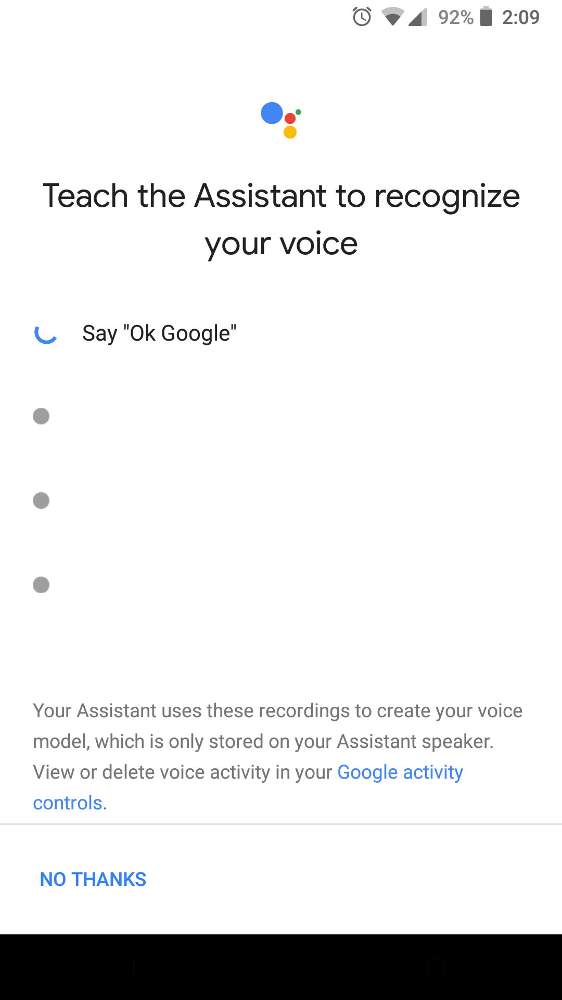 92% 2:09
Teach the Assistant to recognize
your voice
Say "Ok Google"
Your Assistant uses these recordings to create your voice
model, which is only stored on your Assistant speaker.
View or delete voice activity in your Google activity
controls.
NO THANKS